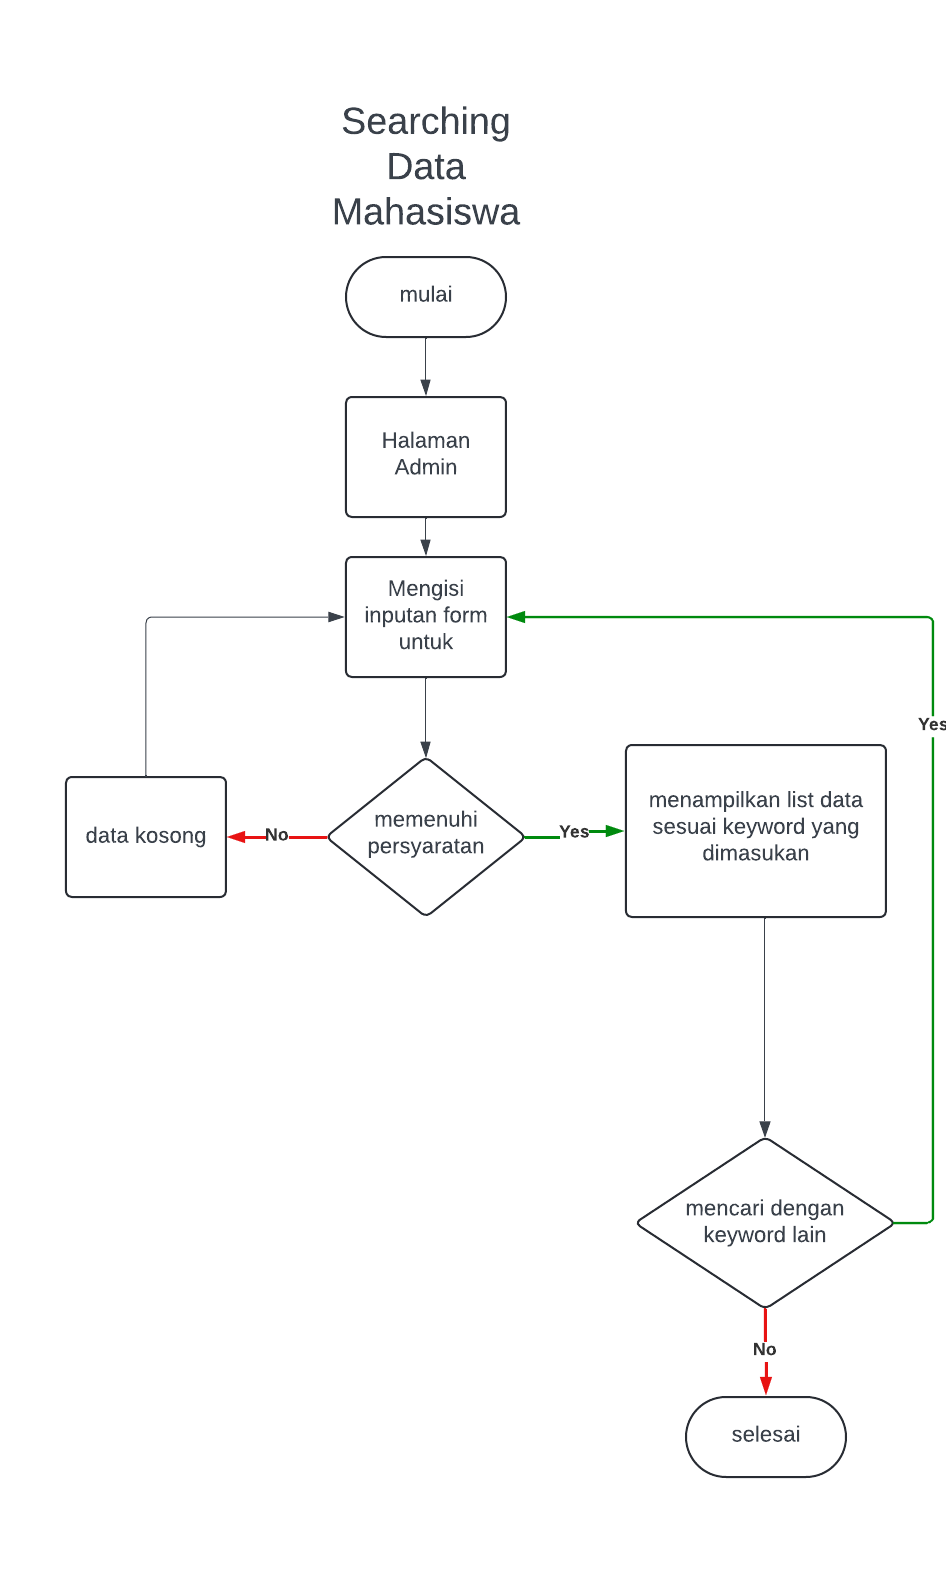 Searching
Data
Mahasiswa
mulai
Halaman
Admin
Mengisi
inputan form
untuk
memenuhi
persyaratan
No
data kosong
Yes
menampilkan list data
sesuai keyword yang
dimasukan
Yes
mencari dengan
keyword lain
No
selesai